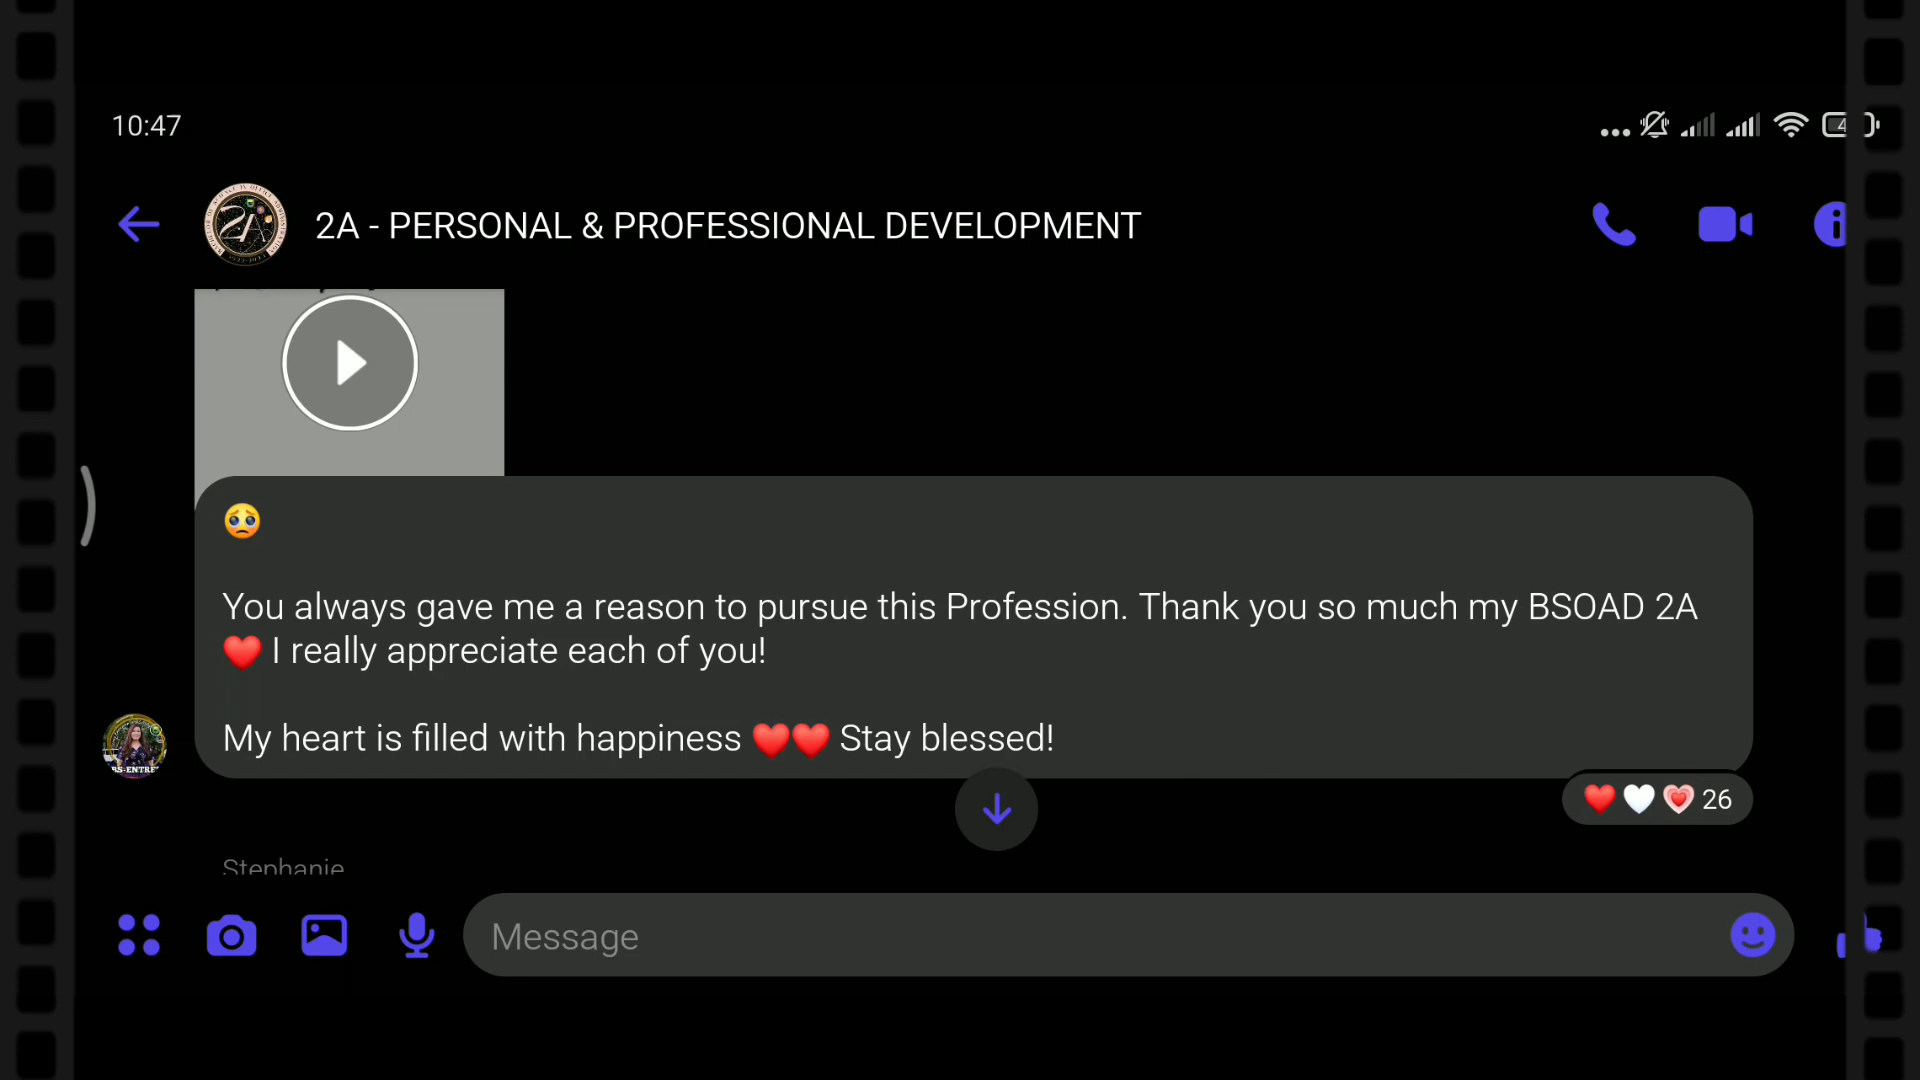 10:47
2A - PERSONAL & PROFESSIONAL DEVELOPMENT
🥺
You always gave me a reason to pursue this Profession. Thank you so much my BSOAD 2A
❤️ I really appreciate each of you!
My heart is filled with happiness ❤️❤️ Stay blessed!
26
Stephanie
Message